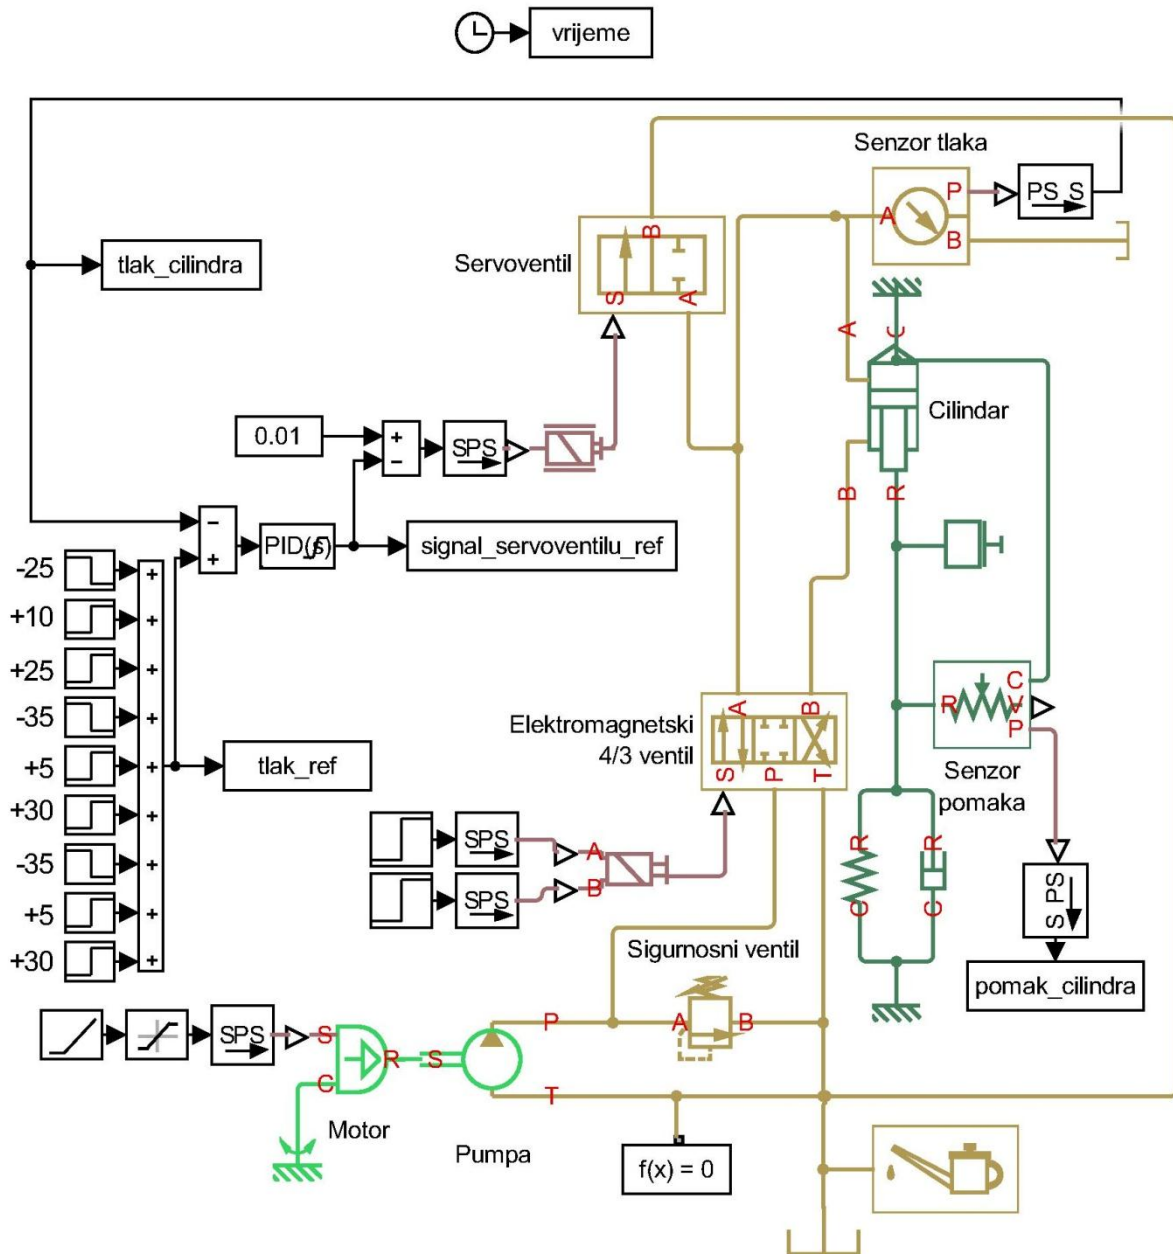 vrijeme
Senzor tlaka
P
PS S
A
B
B
tlak_cilindra
Servoventil
S
A
A
C
Cilindar
0.01
+
-
SPS
B
R
-
+
PID(s)
signal_servoventilu_ref
-25
+
+10
+
+25
+
-35
+
+5
+
+30
+
-35
+
+5
+
+30
+
tlak_ref
Elektromagnetski
4/3 ventil
A
B
S
P
T
C
R
V
P
Senzor
pomaka
SPS
A
SPS
B
R
R
C
C
S PS
pomak_cilindra
Sigurnosni ventil
SPS
S
C
R
S
P
A
B
T
Motor
Pumpa
f(x) = 0